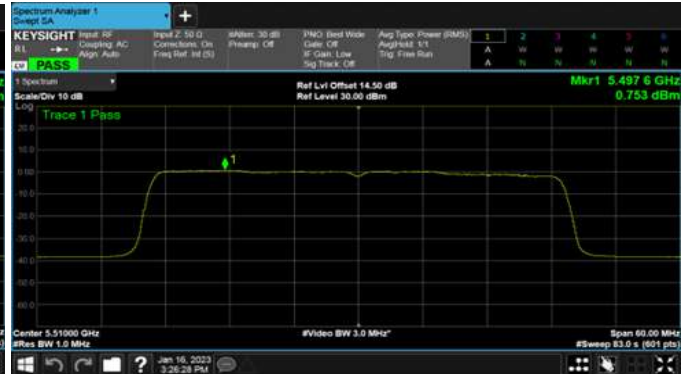 Spectrum Analyzer 1
Swept SA
+
KEYSIGHT Input: RF Input Z: 50 Ω #Atten: 30 dB PNO: Best Wide Avg Type: Power (RMS) 1 2 3 4 5 6
RL Coupling: AC Corrections: On Preamp: Off Gate: Off Avg|Hold: 1/1 A W W W W W
Align: Auto Freq Ref: Int (S) IF Gain: Low Trig: Free Run
LW PASS Sig Track: Off A N N N N N
1 Spectrum Ref Lvl Offset 14.50 dB Mkr1 5.497 6 GHz
Scale/Div 10 dB Ref Level 30.00 dBm 0.753 dBm
Log Trace 1 Pass
20.0
10.0
0.00
1
-10.0
-20.0
-30.0
-40.0
-50.0
-60.0
Center 5.51000 GHz #Video BW 3.0 MHz* Span 60.00 MHz
#Res BW 1.0 MHz #Sweep 83.0 s (601 pts)
? Jan 16, 2023
3:26:28 PM